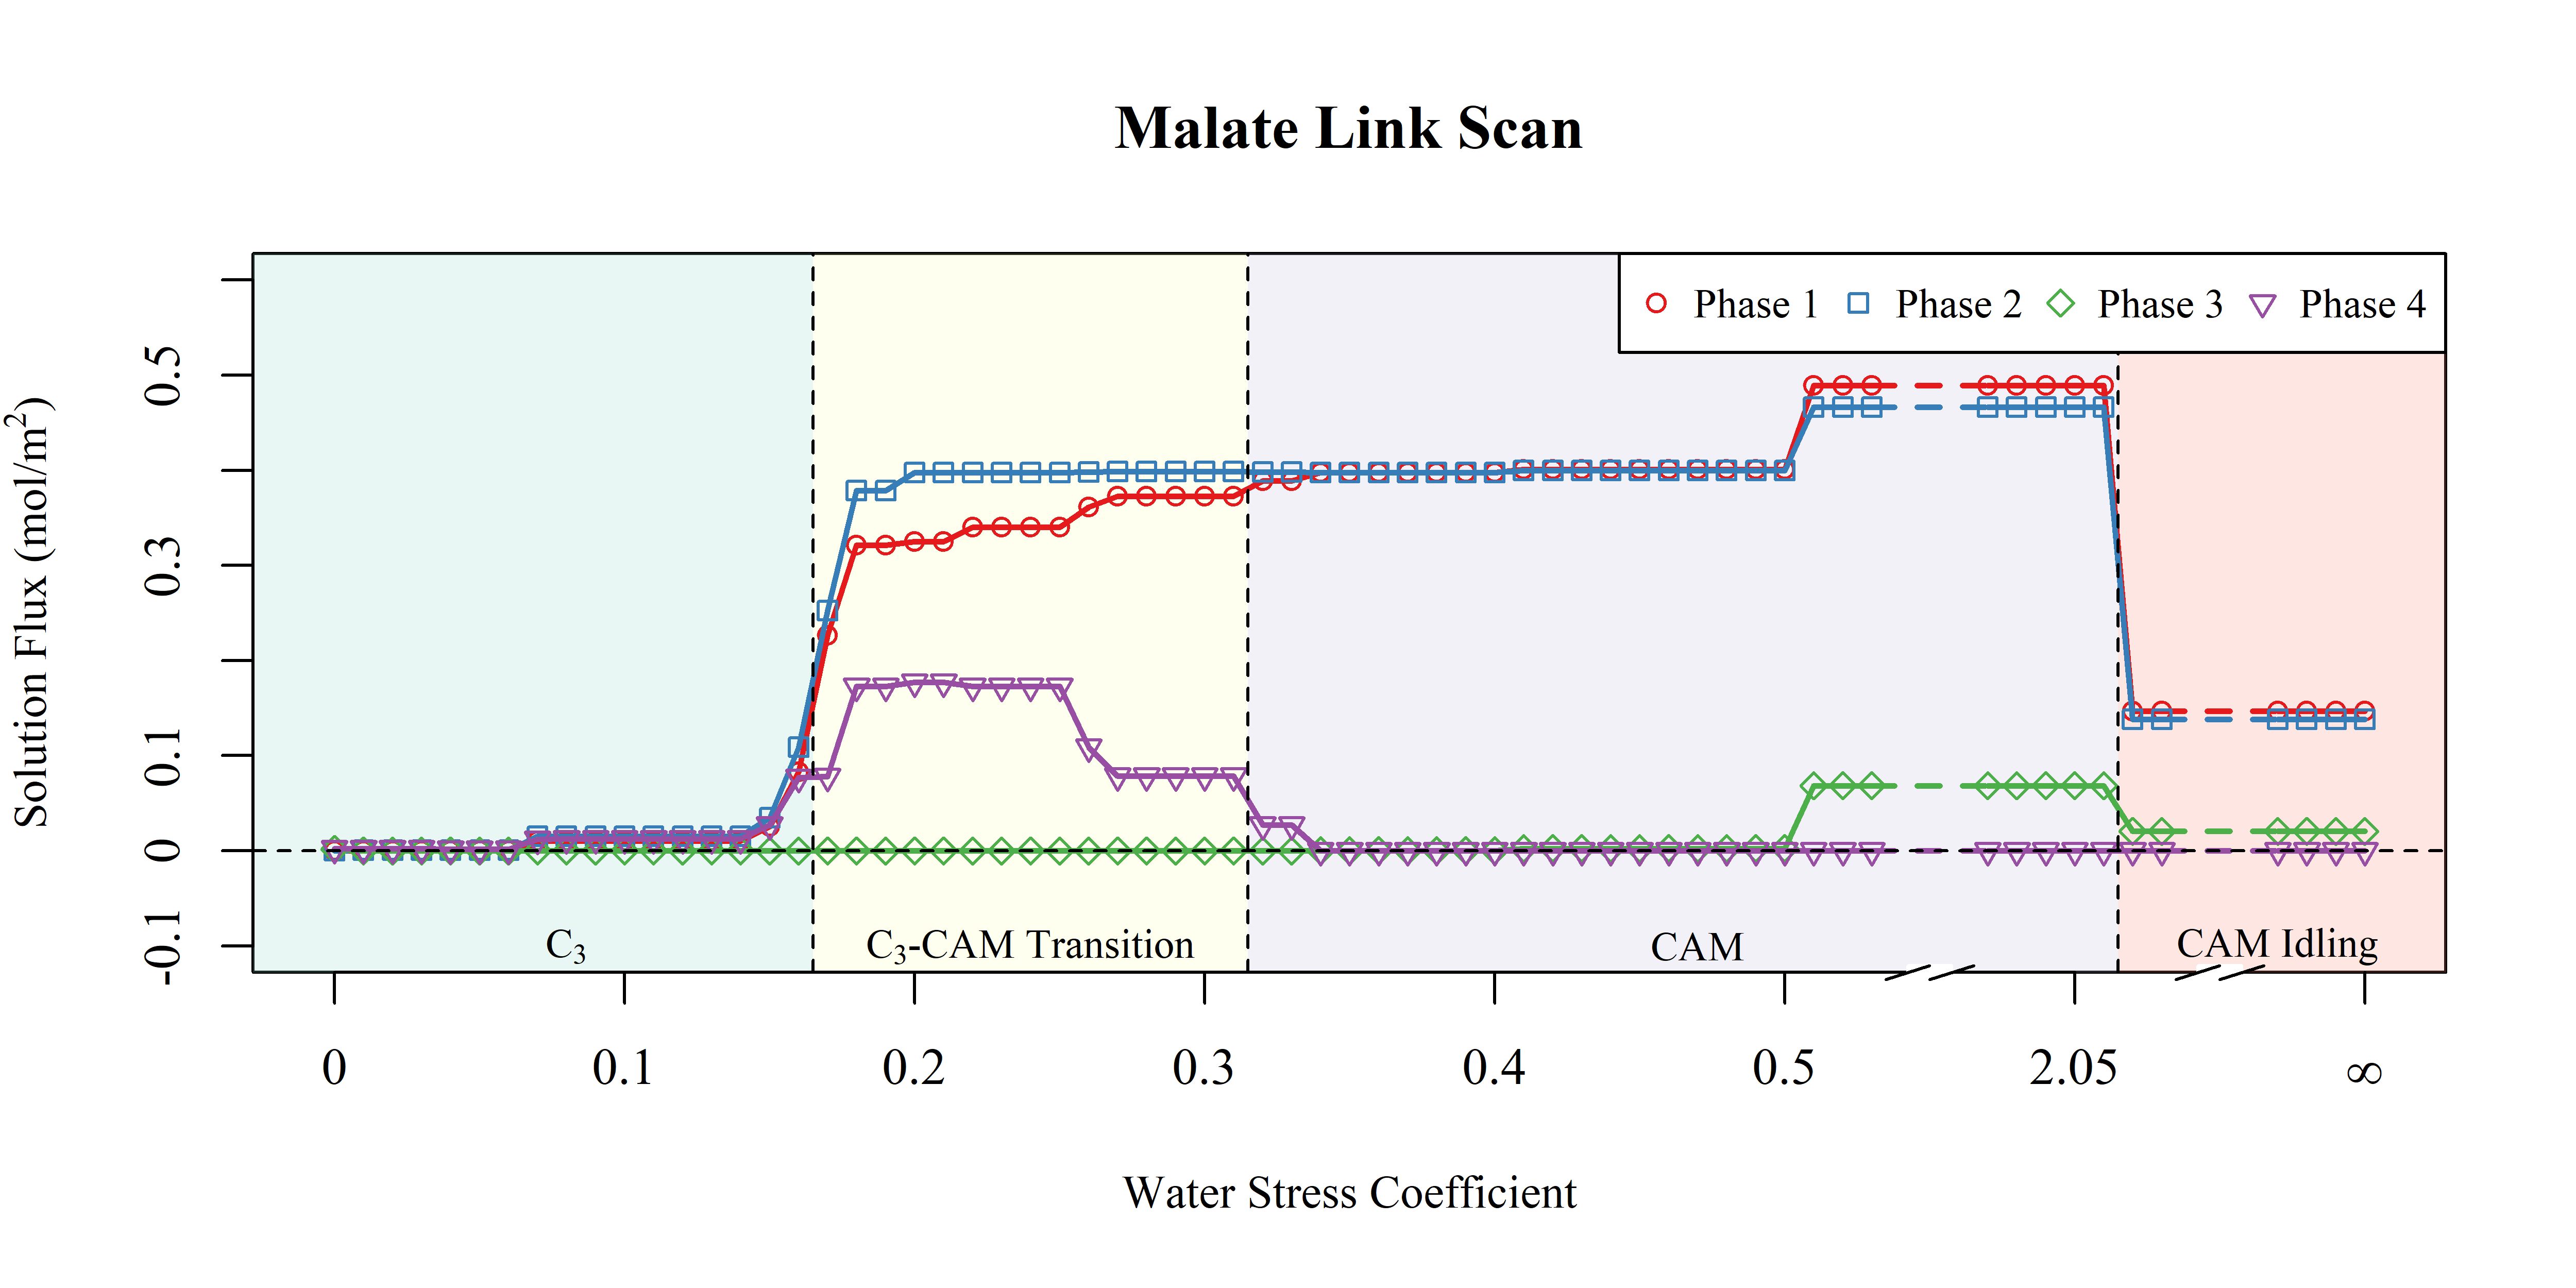 Malate Link Scan
Phase 1 Phase 2 Phase 3 Phase 4
Solution Flux (mol/m²)
0.5
0.3
0.1
0
-0.1
C₃ C₃-CAM Transition CAM CAM Idling
0 0.1 0.2 0.3 0.4 0.5 2.05 ∞
Water Stress Coefficient